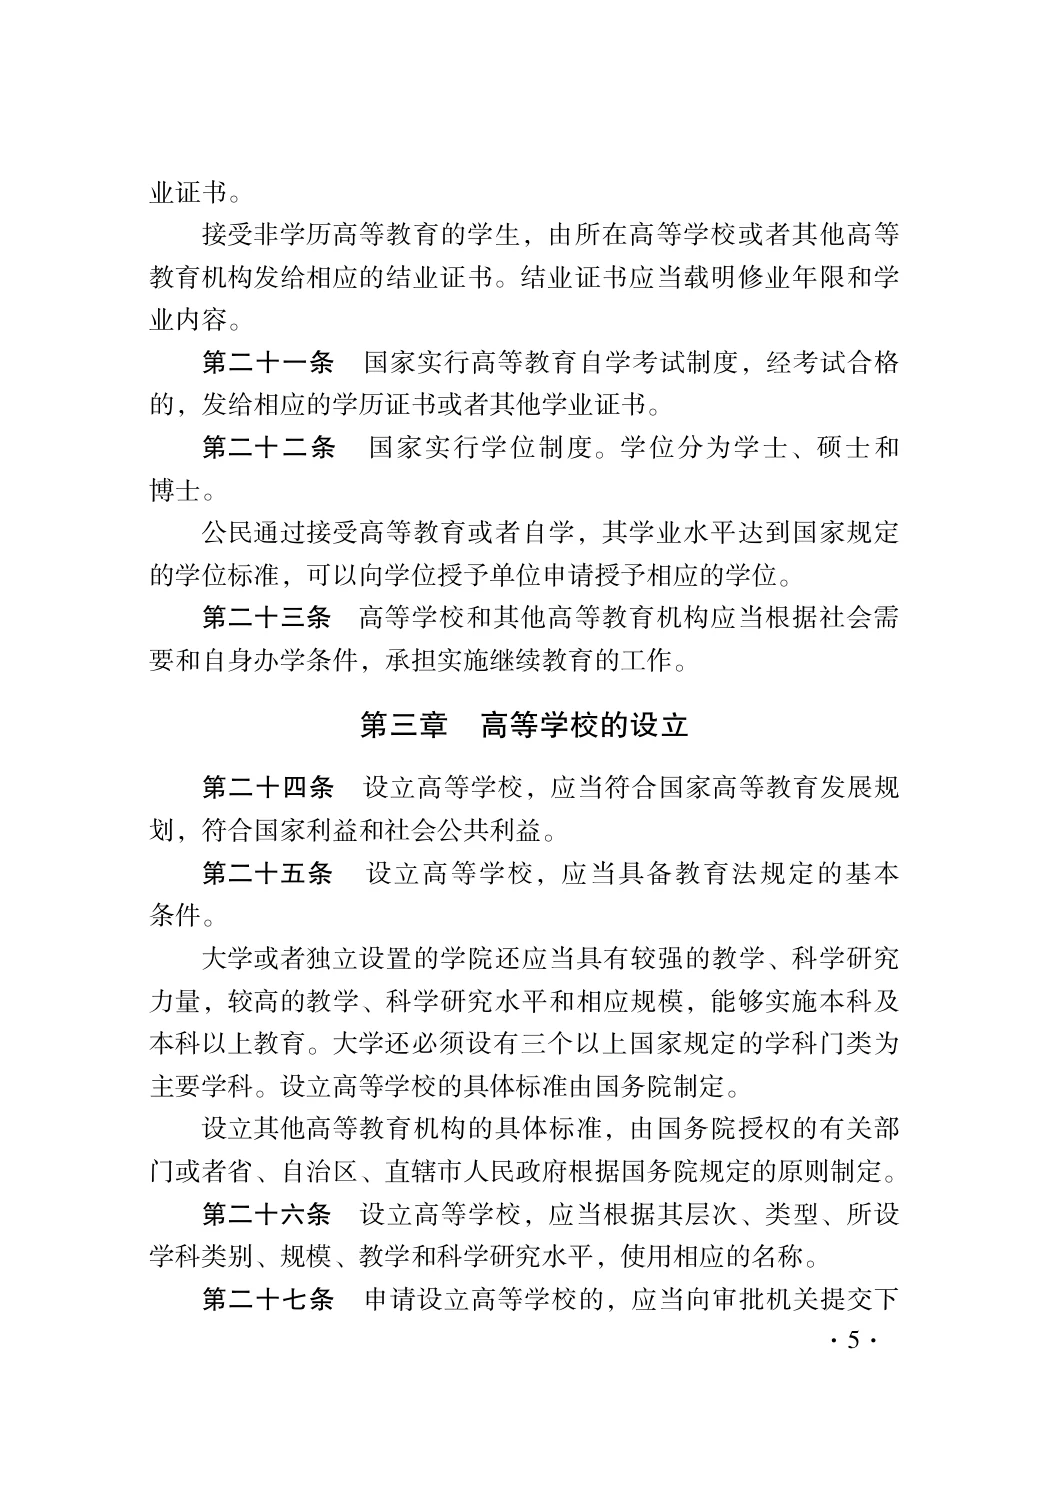 业证书。
接受非学历高等教育的学生，由所在高等学校或者其他高等
教育机构发给相应的结业证书。结业证书应当载明修业年限和学
业内容。
第二十一条　国家实行高等教育自学考试制度，经考试合格
的，发给相应的学历证书或者其他学业证书。
第二十二条　国家实行学位制度。学位分为学士、硕士和
博士。
公民通过接受高等教育或者自学，其学业水平达到国家规定
的学位标准，可以向学位授予单位申请授予相应的学位。
第二十三条　高等学校和其他高等教育机构应当根据社会需
要和自身办学条件，承担实施继续教育的工作。
第三章　高等学校的设立
第二十四条　设立高等学校，应当符合国家高等教育发展规
划，符合国家利益和社会公共利益。
第二十五条　设立高等学校，应当具备教育法规定的基本
条件。
大学或者独立设置的学院还应当具有较强的教学、科学研究
力量，较高的教学、科学研究水平和相应规模，能够实施本科及
本科以上教育。大学还必须设有三个以上国家规定的学科门类为
主要学科。设立高等学校的具体标准由国务院制定。
设立其他高等教育机构的具体标准，由国务院授权的有关部
门或者省、自治区、直辖市人民政府根据国务院规定的原则制定。
第二十六条　设立高等学校，应当根据其层次、类型、所设
学科类别、规模、教学和科学研究水平，使用相应的名称。
第二十七条　申请设立高等学校的，应当向审批机关提交下
· 5 ·